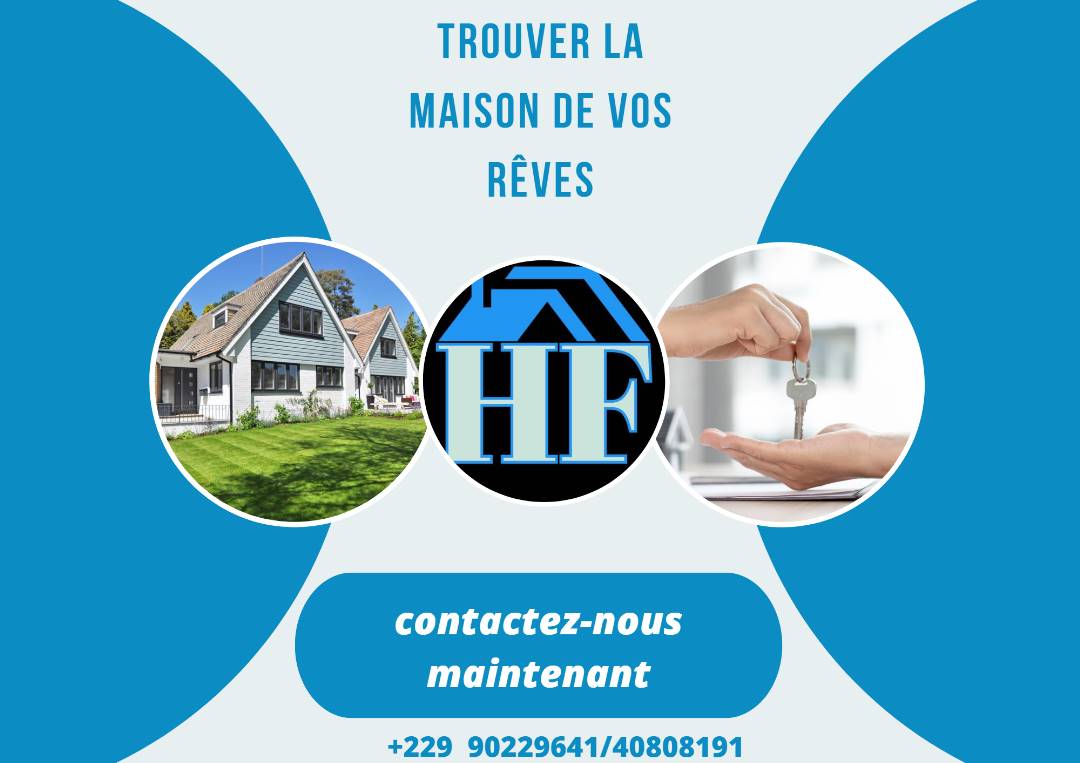 TROUVER LA
MAISON DE VOS
RÊVES
HF
contactez-nous
maintenant
+229 90229641/40808191